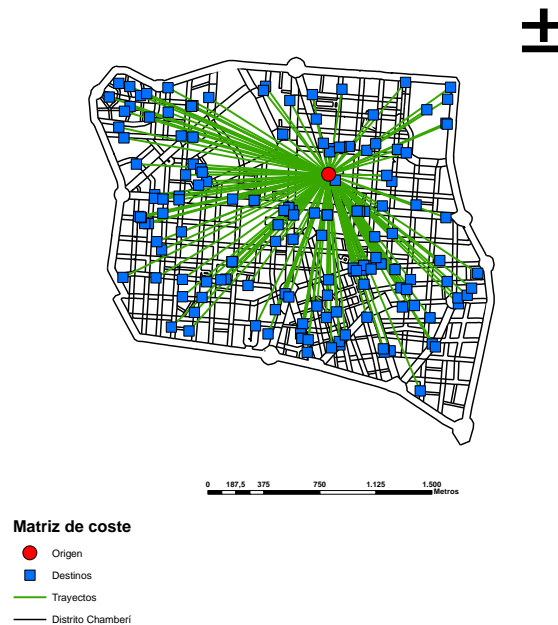 0 187,5 375 750 1.125 1.500
Metros
Matriz de coste
Origen
Destinos
Trayectos
Distrito Chamberí